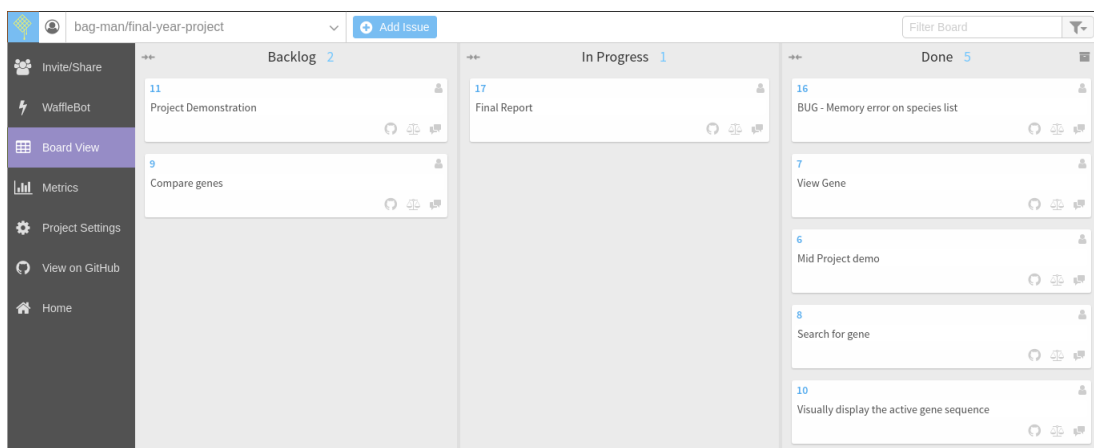 bag-man/final-year-project
Add Issue
Filter Board
Invite/Share
WaffleBot
Board View
Metrics
Project Settings
View on GitHub
Home
Backlog 2
11
Project Demonstration
9
Compare genes
In Progress 1
17
Final Report
Done 5
16
BUG - Memory error on species list
7
View Gene
6
Mid Project demo
8
Search for gene
10
Visually display the active gene sequence